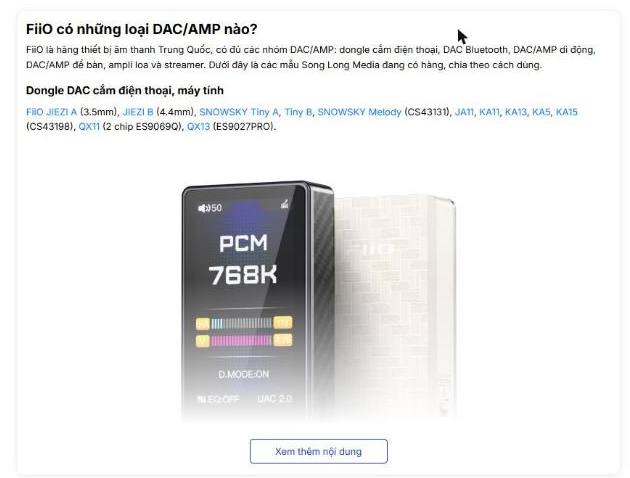 FiiO có những loại DAC/AMP nào?
FiiO là hãng thiết bị âm thanh Trung Quốc, có đủ các nhóm DAC/AMP: dongle cắm điện thoại, DAC Bluetooth, DAC/AMP di động,
DAC/AMP để bàn, ampli loa và streamer. Dưới đây là các mẫu Song Long Media đang có hàng, chia theo cách dùng.
Dongle DAC cắm điện thoại, máy tính
FiiO JIEZI A (3.5mm), JIEZI B (4.4mm), SNOWSKY Tiny A, Tiny B, SNOWSKY Melody (CS43131), JA11, KA11, KA13, KA5, KA15
(CS43198), QX11 (2 chip ES9069Q), QX13 (ES9027PRO).
50
PCM
768K
D.MODE:ON
EQ:OFF UAC 2.0
FiiO
Xem thêm nội dung